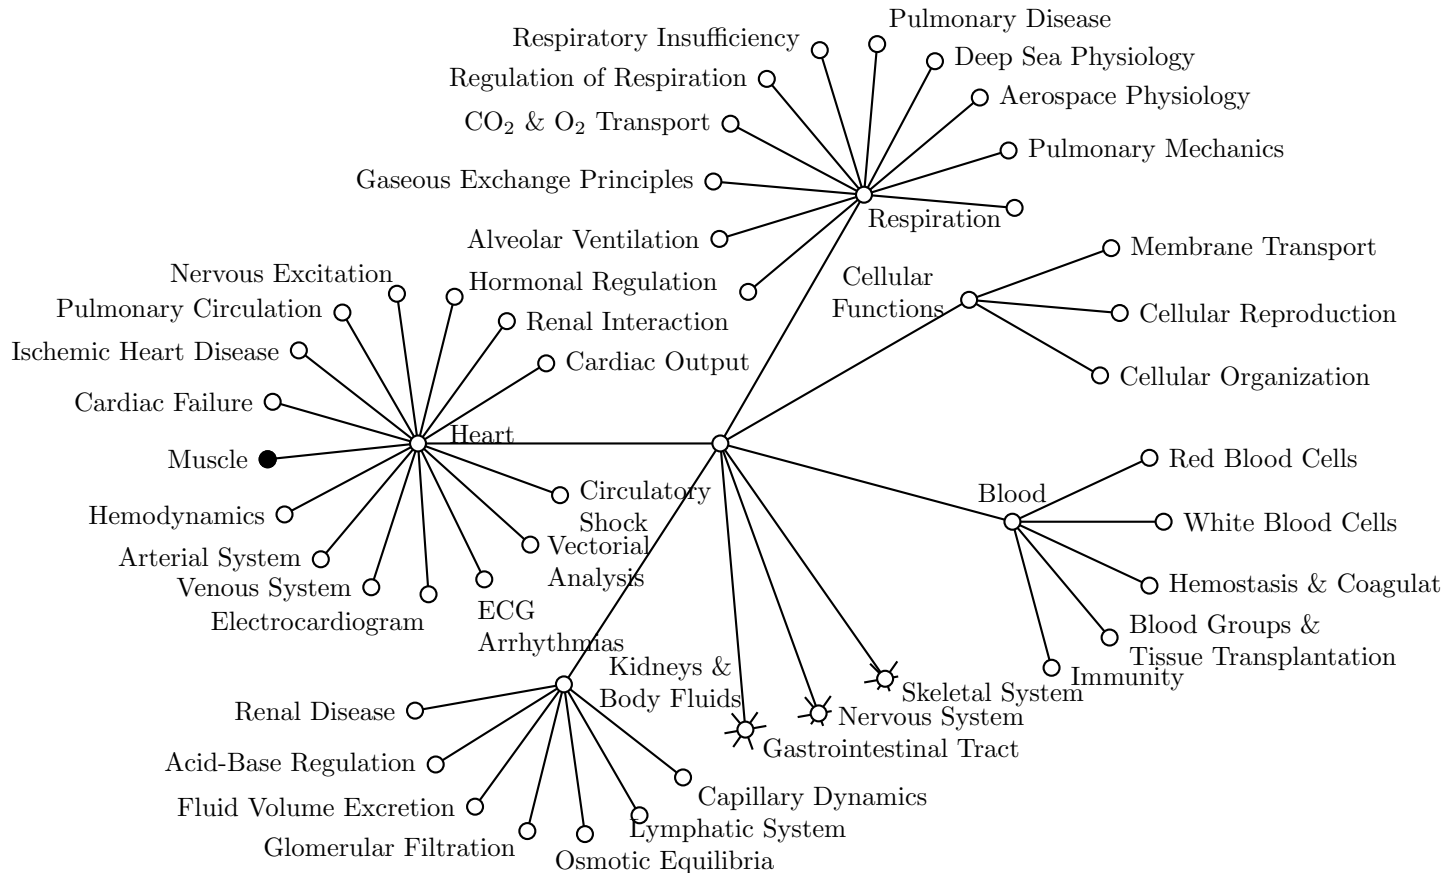 Pulmonary Disease
Respiratory Insufficiency
Deep Sea Physiology
Regulation of Respiration
Aerospace Physiology
CO₂ & O₂ Transport
Pulmonary Mechanics
Gaseous Exchange Principles
Respiration
Alveolar Ventilation
Membrane Transport
Nervous Excitation
Hormonal Regulation
Cellular
Functions
Pulmonary Circulation
Renal Interaction
Cellular Reproduction
Ischemic Heart Disease
Cardiac Output
Cellular Organization
Cardiac Failure
Heart
Muscle
Red Blood Cells
Circulatory
Shock
Blood
Hemodynamics
White Blood Cells
Vectorial
Analysis
Arterial System
Venous System
Hemostasis & Coagulat
Electrocardiogram
ECG
Arrhythmias
Blood Groups &
Tissue Transplantation
Kidneys &
Body Fluids
Immunity
Skeletal System
Renal Disease
Nervous System
Gastrointestinal Tract
Acid-Base Regulation
Capillary Dynamics
Fluid Volume Excretion
Lymphatic System
Glomerular Filtration
Osmotic Equilibria